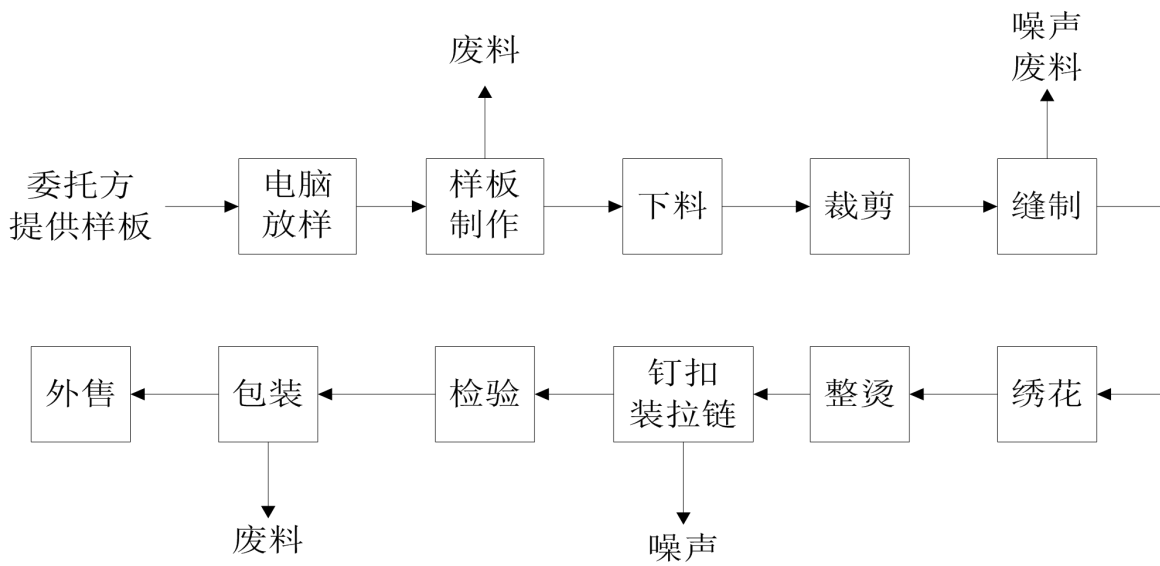 废料
噪声
废料
委托方
提供样板
电脑
放样
样板
制作
下料
裁剪
缝制
外售
包装
检验
钉扣
装拉链
整烫
绣花
废料
噪声